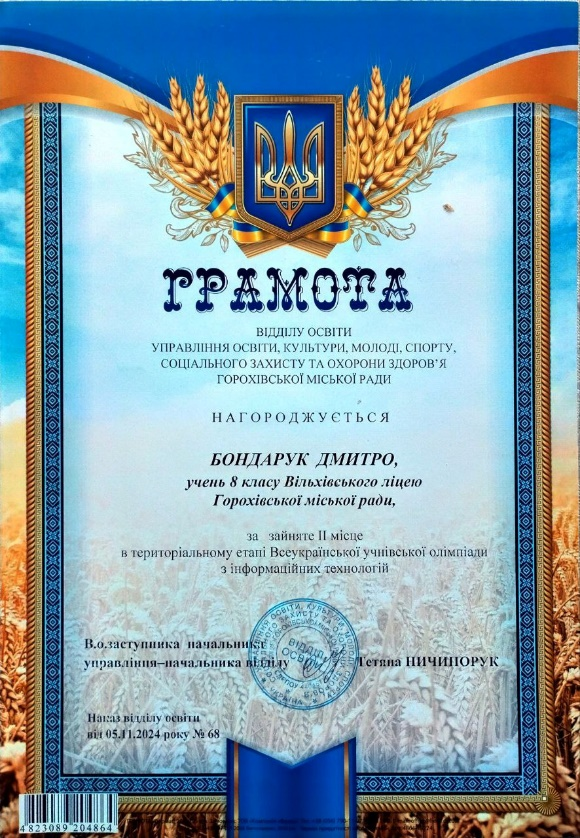 ГРАМОТА
ВІДДІЛУ ОСВІТИ
УПРАВЛІННЯ ОСВІТИ, КУЛЬТУРИ, МОЛОДІ, СПОРТУ,
СОЦІАЛЬНОГО ЗАХИСТУ ТА ОХОРОНИ ЗДОРОВ'Я
ГОРОХІВСЬКОЇ МІСЬКОЇ РАДИ
НАГОРОДЖУЄТЬСЯ
БОНДАРУК ДМИТРО,
учень 8 класу Вільхівського ліцею
Горохівської міської ради,
за зайняте ІІ місце
в територіальному етапі Всеукраїнської учнівської олімпіади
з інформаційних технологій
В.о.заступника начальника
управління–начальника відділу Тетяна НИЧИПОРУК
ВІДДІЛ
ОСВІТИ
Наказ відділу освіти
від 05.11.2024 року № 68
4823089204864